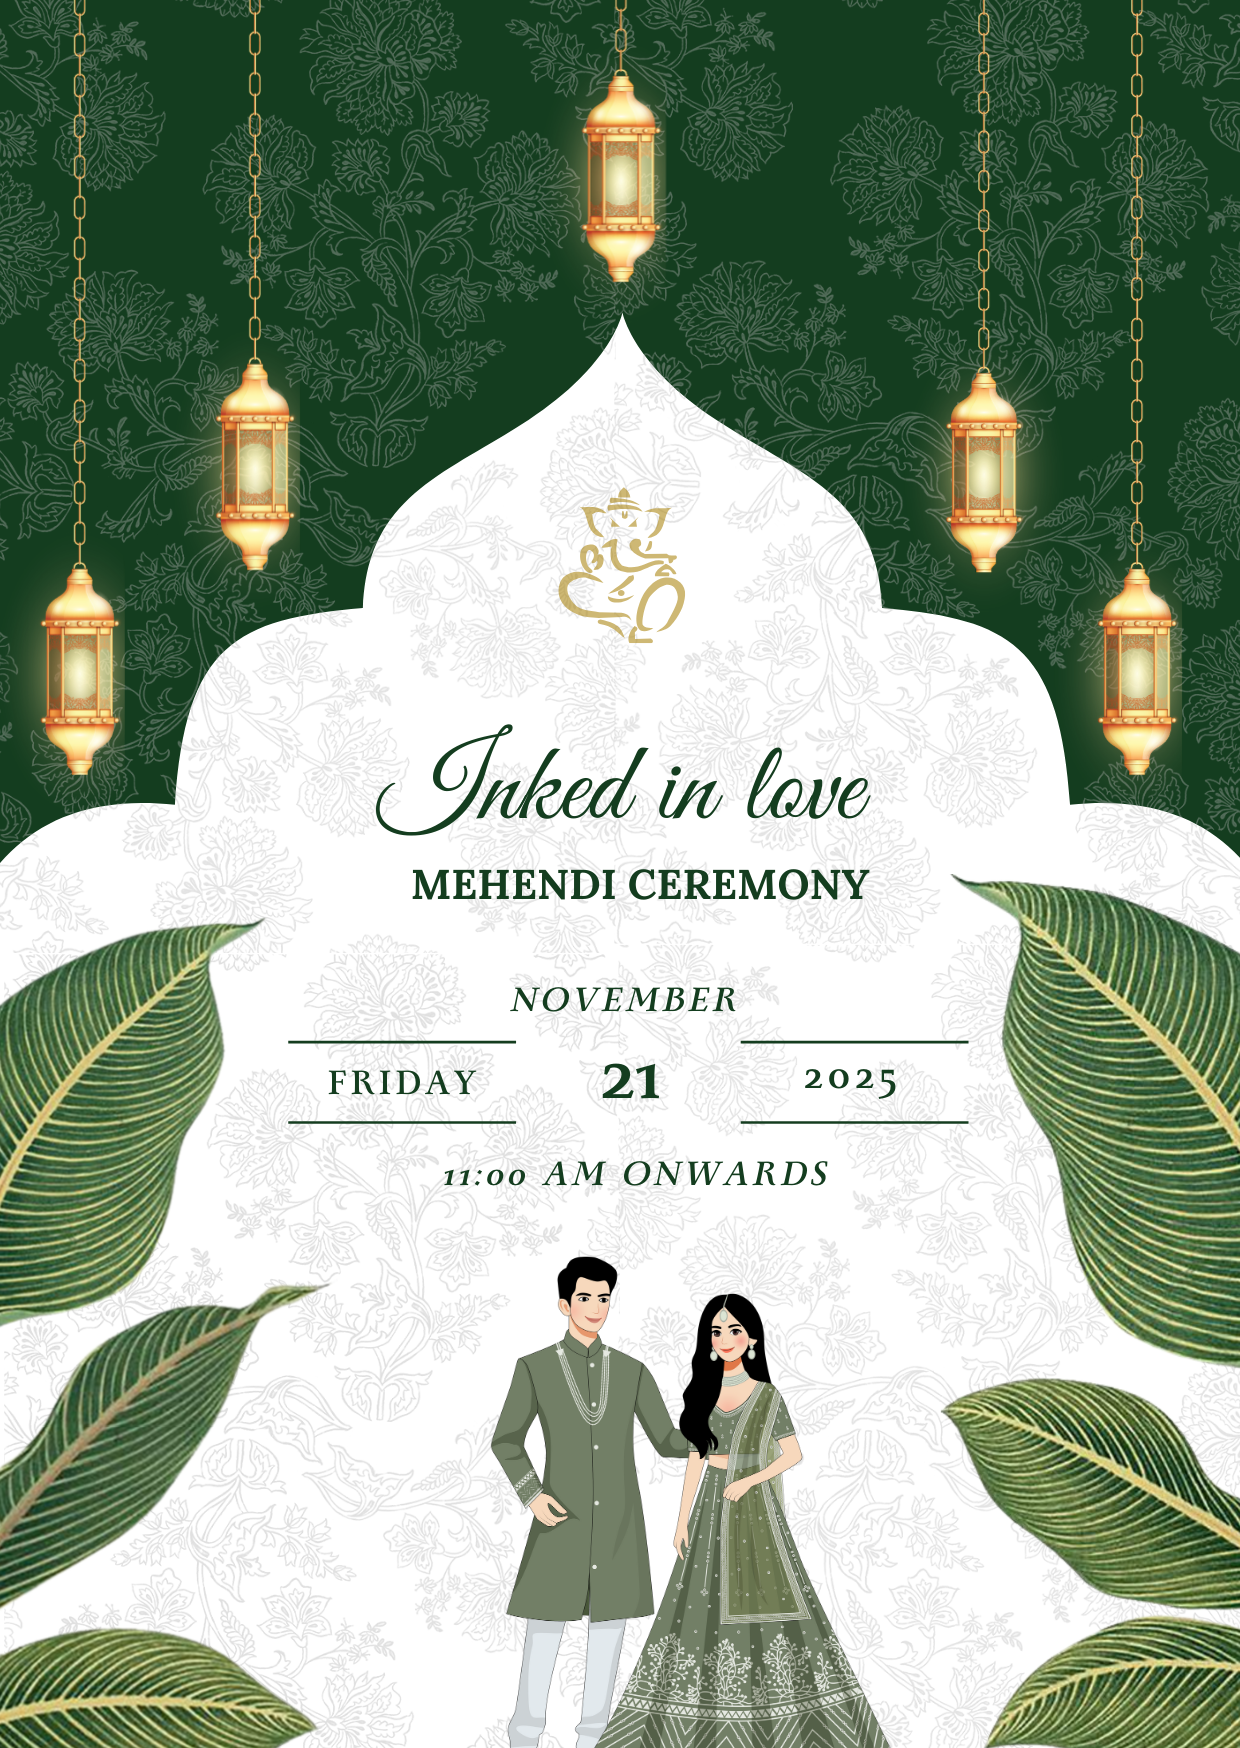 Inked in love
MEHENDI CEREMONY
NOVEMBER
FRIDAY 21 2025
11:00 AM ONWARDS